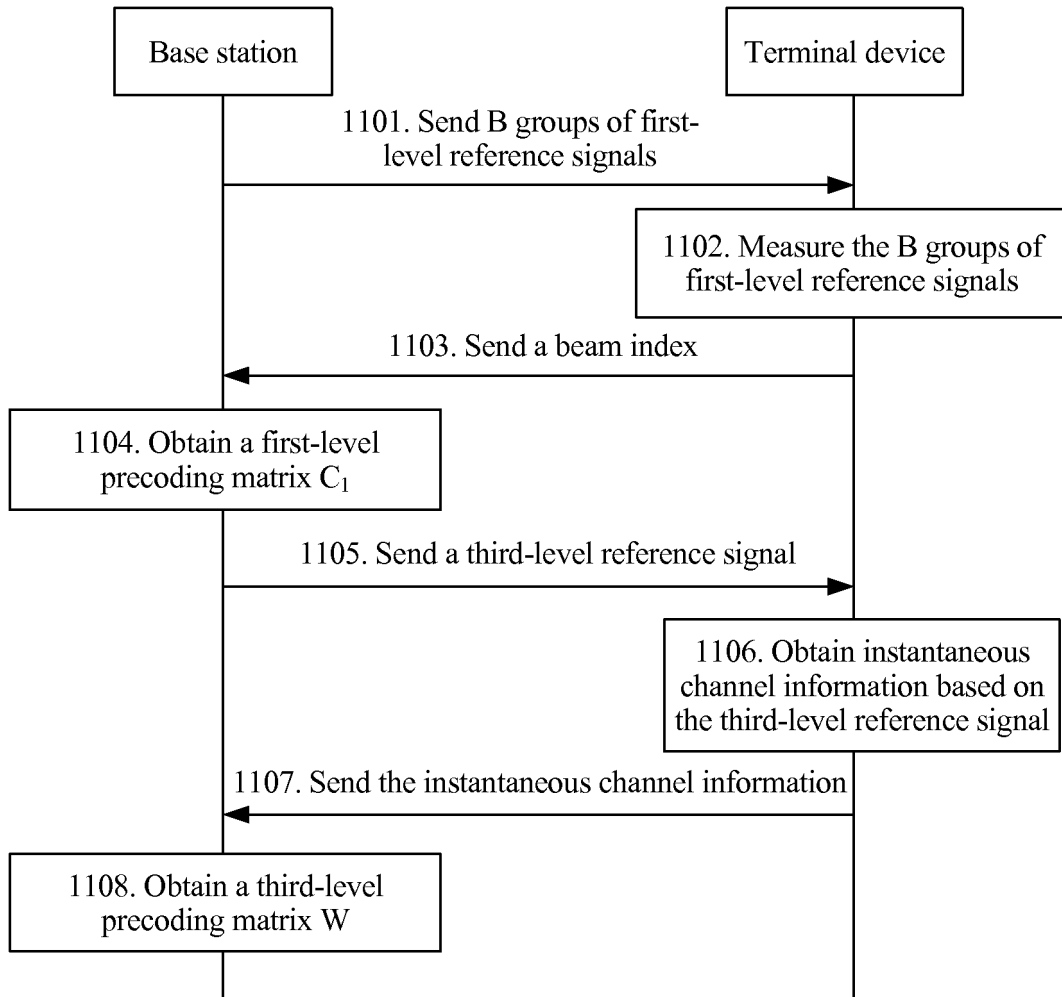 Base station
Terminal device
1101. Send B groups of first-
level reference signals
1102. Measure the B groups of
first-level reference signals
1103. Send a beam index
1104. Obtain a first-level
precoding matrix C₁
1105. Send a third-level reference signal
1106. Obtain instantaneous
channel information based on
the third-level reference signal
1107. Send the instantaneous channel information
1108. Obtain a third-level
precoding matrix W